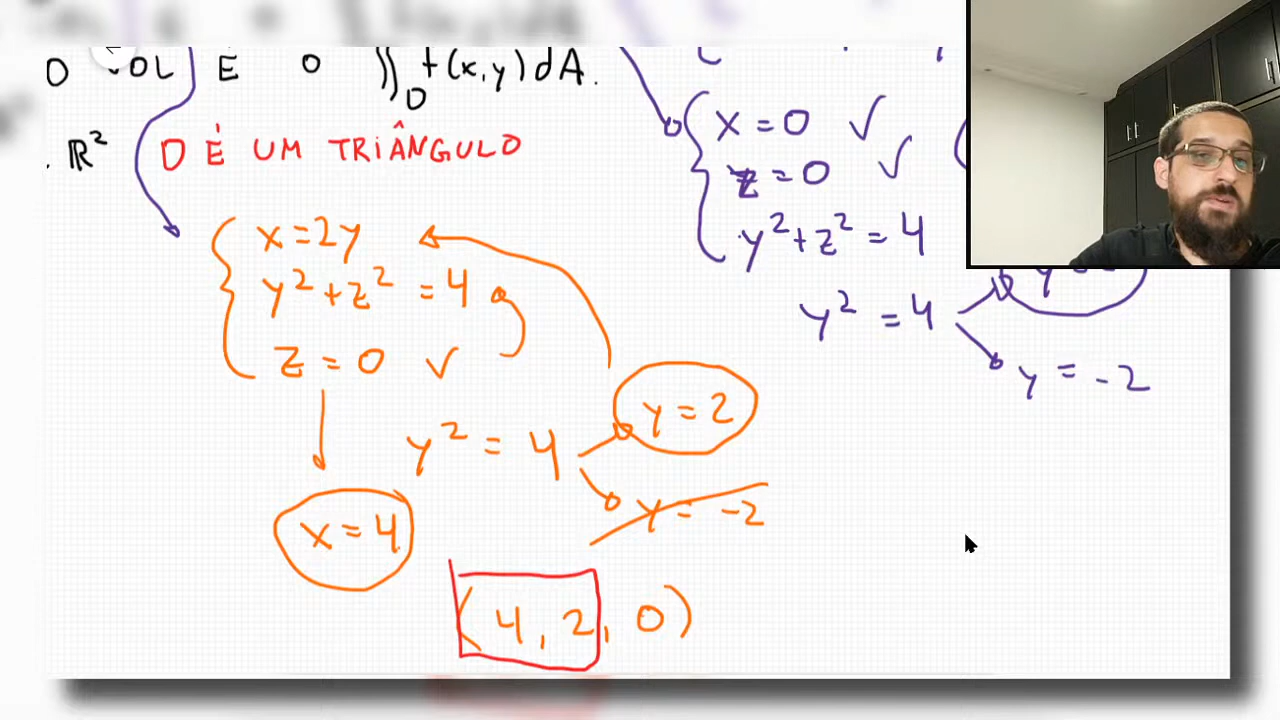 O VOL É O ∬_D f(x,y)dA.
. ℝ² D É UM TRIÂNGULO
x=2y
y²+z²=4
z=0 ✓
y²=4
y=2
y=-2
x=4
(4,2,0)
x=0 ✓
z=0 ✓
y²+z²=4
y²=4
y=-2